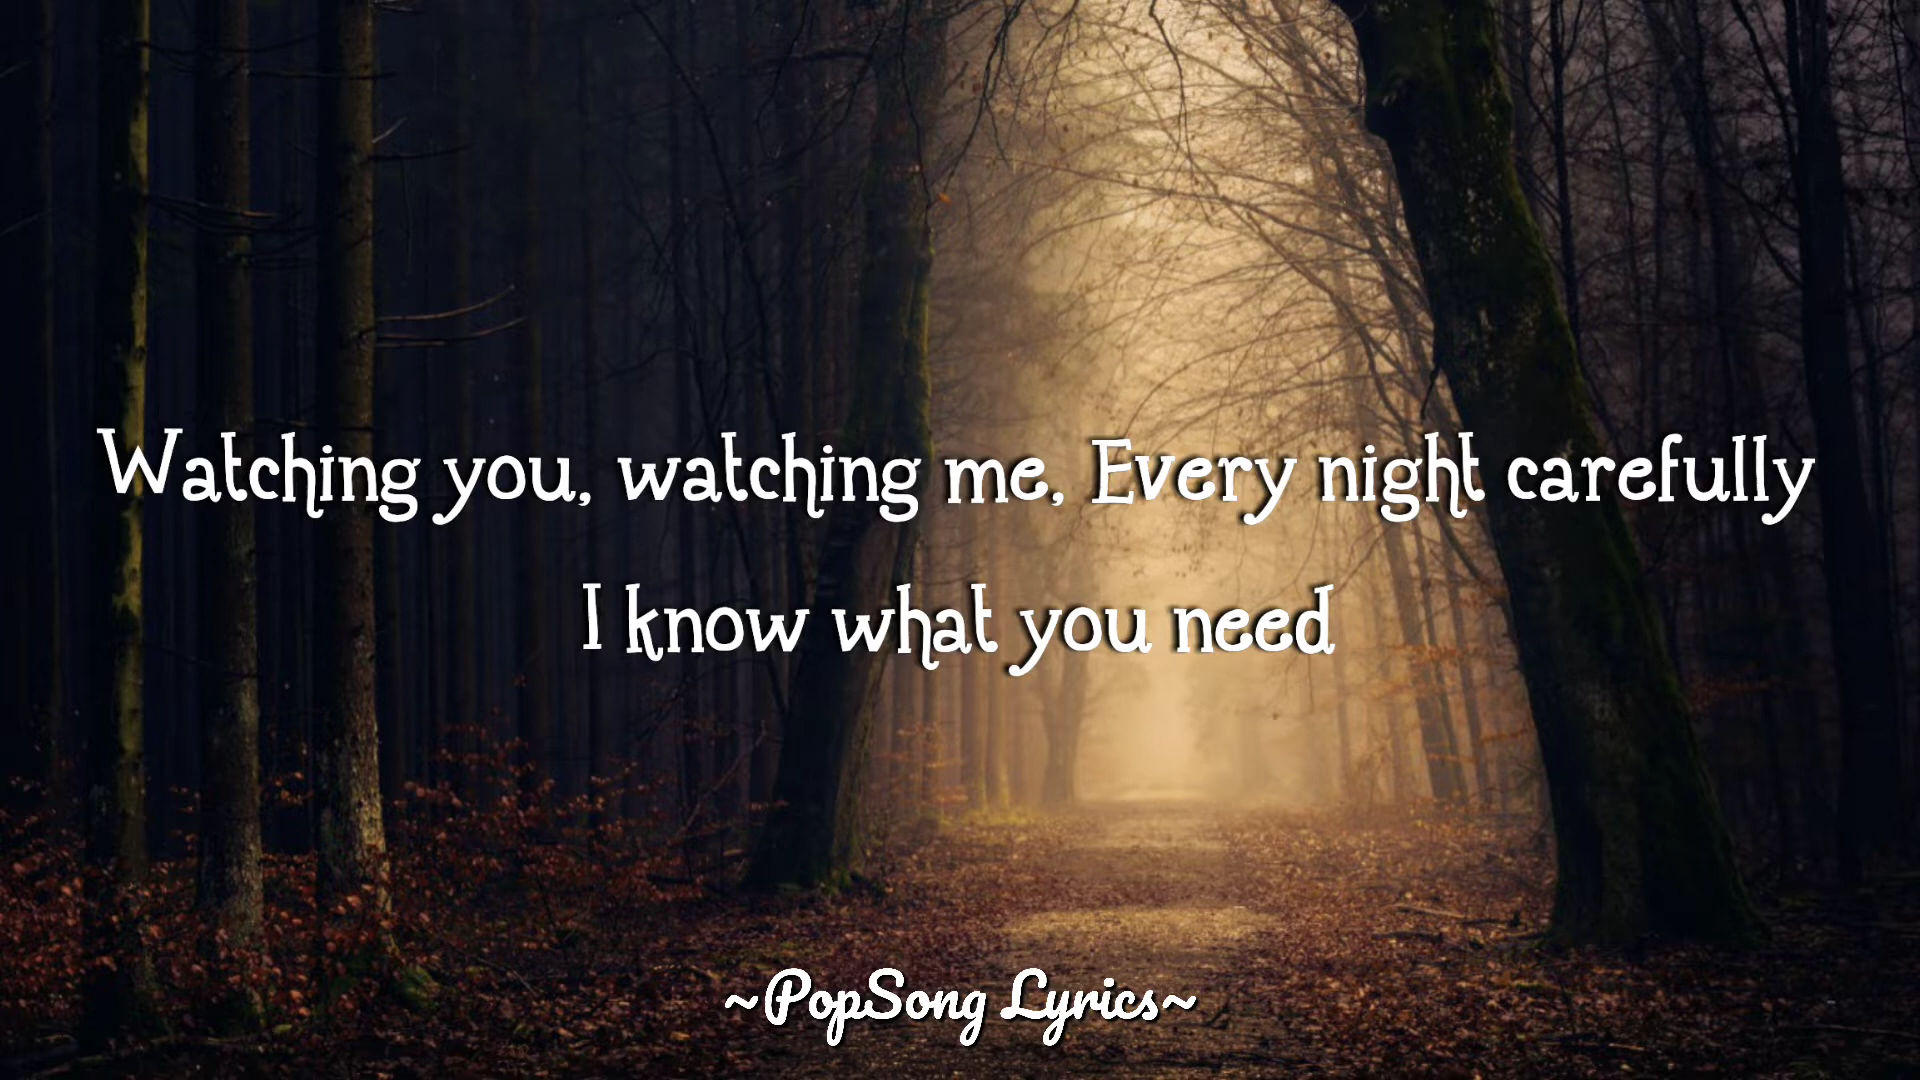 Watching you, watching me, Every night carefully
I know what you need
~PopSong Lyrics~